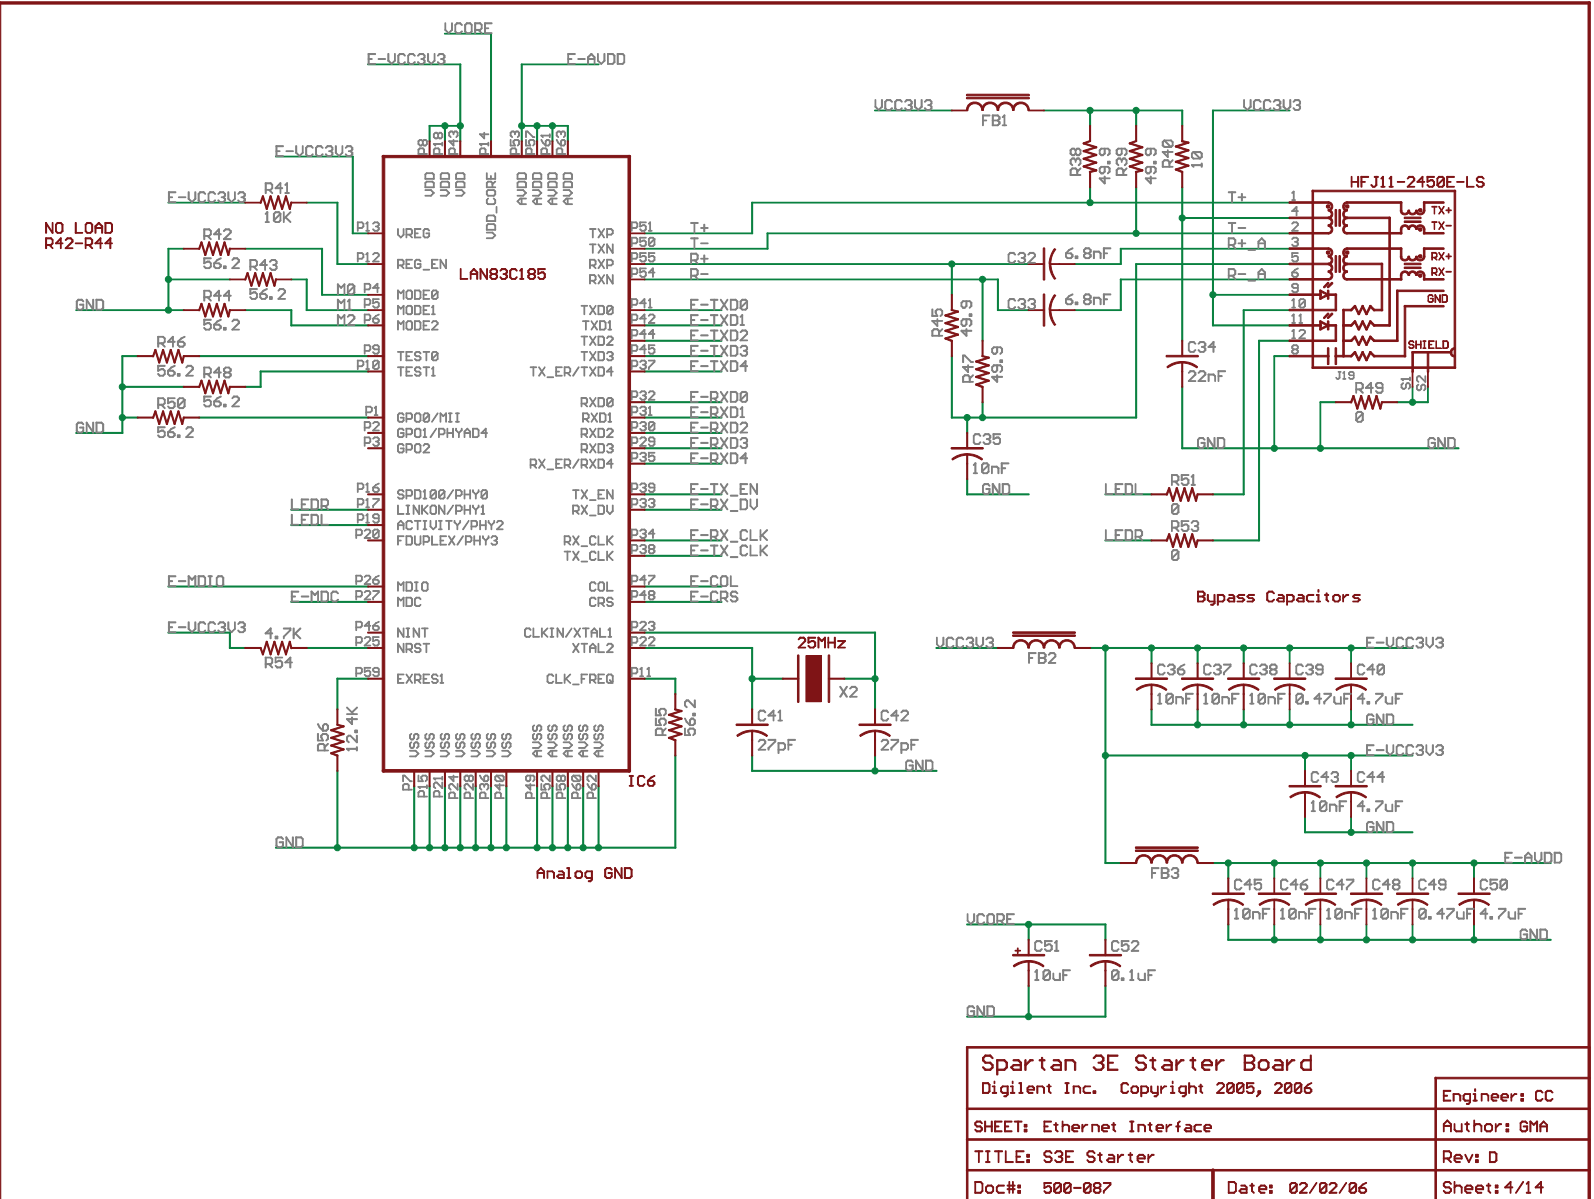 VCORE
E-VCC3V3
E-AVDD
VCC3V3
FB1
VCC3V3
P8
P18
P43
P14
P53
P57
P61
P63
R38
49.9
R39
49.9
R40
10
E-VCC3V3
VDD
VDD
VDD
VDD_CORE
AVDD
AVDD
AVDD
AVDD
HFJ11-2450E-LS
E-VCC3V3
R41
10K
NO LOAD
R42-R44
P13
VREG
P12
REG_EN
LAN83C185
R42
56.2
R43
56.2
R44
56.2
GND
M0 P4
MODE0
M1 P5
MODE1
M2 P6
MODE2
R46
56.2
R48
56.2
R50
56.2
GND
P9
TEST0
P10
TEST1
P1
GPO0/MII
P2
GPO1/PHYAD4
P3
GPO2
P16
SPD100/PHY0
LEDR
P17
LINKON/PHY1
LEDL
P19
ACTIVITY/PHY2
P20
FDUPLEX/PHY3
E-MDIO
P26
MDIO
E-MDC
P27
MDC
E-VCC3V3
4.7K
R54
P46
NINT
P25
NRST
P59
EXRES1
R56
12.4K
TXP P51 T+
TXN P50 T-
RXP P55 R+
RXN P54 R-
TXD0 P41 E-TXD0
TXD1 P42 E-TXD1
TXD2 P44 E-TXD2
TXD3 P45 E-TXD3
TX_ER/TXD4 P37 E-TXD4
RXD0 P32 E-RXD0
RXD1 P31 E-RXD1
RXD2 P30 E-RXD2
RXD3 P29 E-RXD3
RX_ER/RXD4 P35 E-RXD4
TX_EN P39 E-TX_EN
RX_DV P33 E-RX_DV
RX_CLK P34 E-RX_CLK
TX_CLK P38 E-TX_CLK
COL P47 E-COL
CRS P48 E-CRS
CLKIN/XTAL1 P23
XTAL2 P22
CLK_FREQ P11
25MHz
X2
R55
56.2
C41
27pF
C42
27pF
GND
VSS
VSS
VSS
VSS
VSS
VSS
VSS
AVSS
AVSS
AVSS
AVSS
AVSS
IC6
P7
P15
P21
P24
P28
P36
P40
P49
P52
P58
P60
P62
GND
Analog GND
C32
6.8nF
C33
6.8nF
R45
49.9
R47
49.9
C35
10nF
GND
C34
22nF
T+
T-
R+_A
R-_A
1
4
2
3
5
6
9
10
11
12
8
TX+
TX-
RX+
RX-
GND
SHIELD
J19
S1
S2
R49
0
GND
GND
LEDL
R51
0
LEDR
R53
0
Bypass Capacitors
VCC3V3
FB2
E-VCC3V3
C36
10nF
C37
10nF
C38
10nF
C39
0.47uF
C40
4.7uF
GND
E-VCC3V3
C43
10nF
C44
4.7uF
GND
FB3
E-AVDD
C45
10nF
C46
10nF
C47
10nF
C48
10nF
C49
0.47uF
C50
4.7uF
GND
VCORE
+
C51
10uF
C52
0.1uF
GND
Spartan 3E Starter Board
Digilent Inc. Copyright 2005, 2006
Engineer: CC
SHEET: Ethernet Interface
Author: GMA
TITLE: S3E Starter
Rev: D
Doc#: 500-087
Date: 02/02/06
Sheet: 4/14